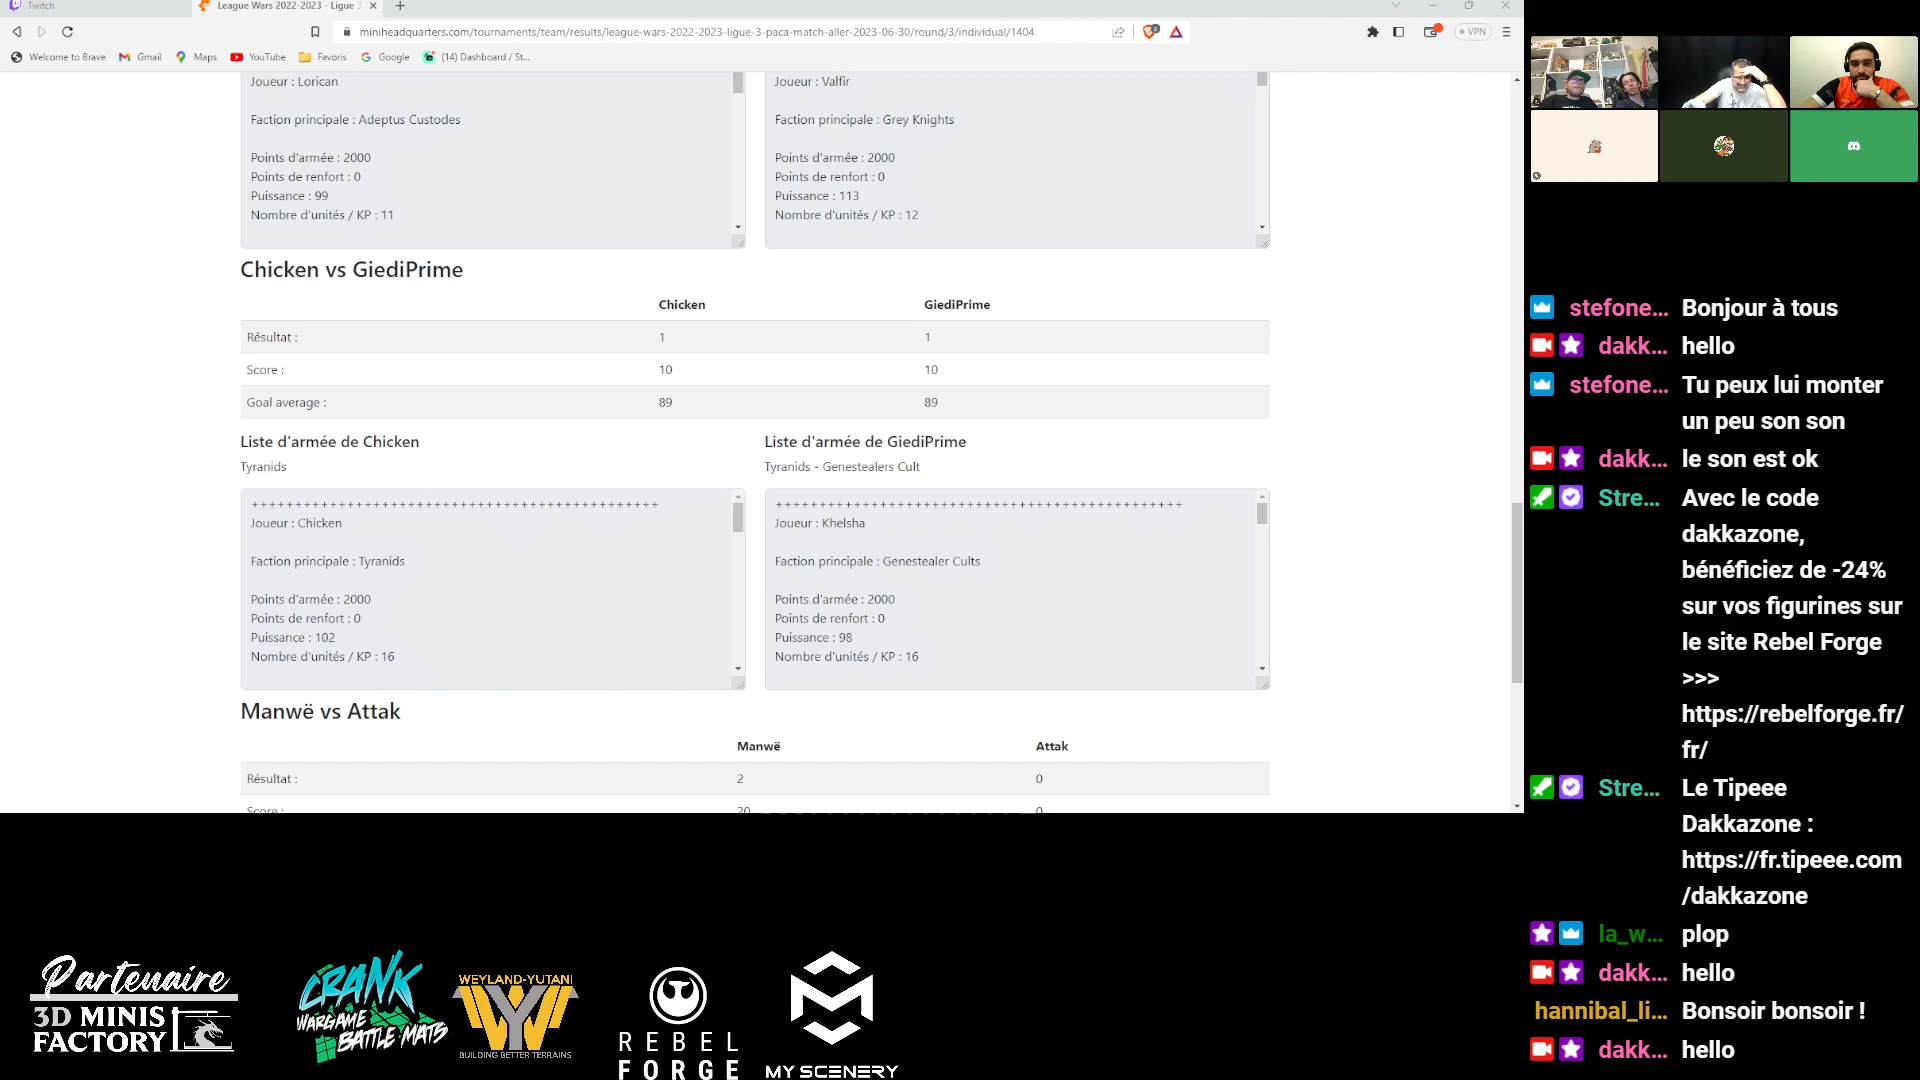 Twitch
League Wars 2022-2023 - Ligue 3
miniheadquarters.com/tournaments/team/results/league-wars-2022-2023-ligue-3-paca-match-aller-2023-06-30/round/3/individual/1404
VPN
Welcome to Brave
Gmail
Maps
YouTube
Favoris
Google
(14) Dashboard / St...
Joueur : Lorican
Faction principale : Adeptus Custodes
Points d'armée : 2000
Points de renfort : 0
Puissance : 99
Nombre d'unités / KP : 11
Joueur : Valfir
Faction principale : Grey Knights
Points d'armée : 2000
Points de renfort : 0
Puissance : 113
Nombre d'unités / KP : 12
Chicken vs GiediPrime
Chicken GiediPrime
Résultat : 1 1
Score : 10 10
Goal average : 89 89
Liste d'armée de Chicken
Tyranids
Joueur : Chicken
Faction principale : Tyranids
Points d'armée : 2000
Points de renfort : 0
Puissance : 102
Nombre d'unités / KP : 16
Liste d'armée de GiediPrime
Tyranids - Genestealers Cult
Joueur : Khelsha
Faction principale : Genestealer Cults
Points d'armée : 2000
Points de renfort : 0
Puissance : 98
Nombre d'unités / KP : 16
Manwë vs Attak
Manwë Attak
Résultat : 2 0
Score : 20 0
stefone... Bonjour à tous
dakk... hello
stefone... Tu peux lui monter
un peu son son
dakk... le son est ok
Stre... Avec le code
dakkazone,
bénéficiez de -24%
sur vos figurines sur
le site Rebel Forge
>>>
https://rebelforge.fr/
fr/
Stre... Le Tipeee
Dakkazone :
https://fr.tipeee.com
/dakkazone
la_w... plop
dakk... hello
hannibal_li... Bonsoir bonsoir !
dakk... hello
Partenaire
3D MINIS
FACTORY
CRANK
WARGAME
BATTLE MATS
WEYLAND-YUTANI
BUILDING BETTER TERRAINS
REBEL
FORGE
MY SCENERY